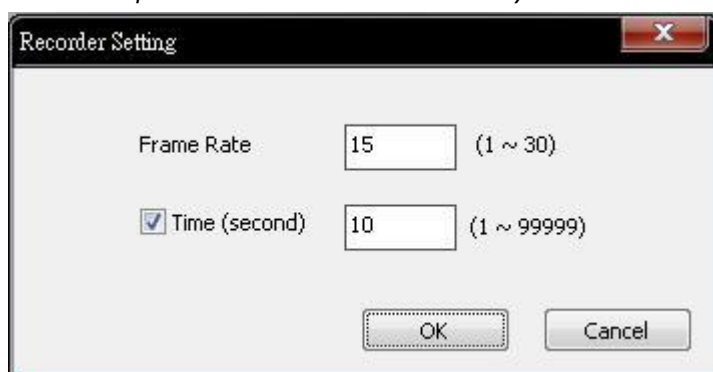 Recorder Setting
Frame Rate 15 (1 ~ 30)
Time (second) 10 (1 ~ 99999)
OK Cancel